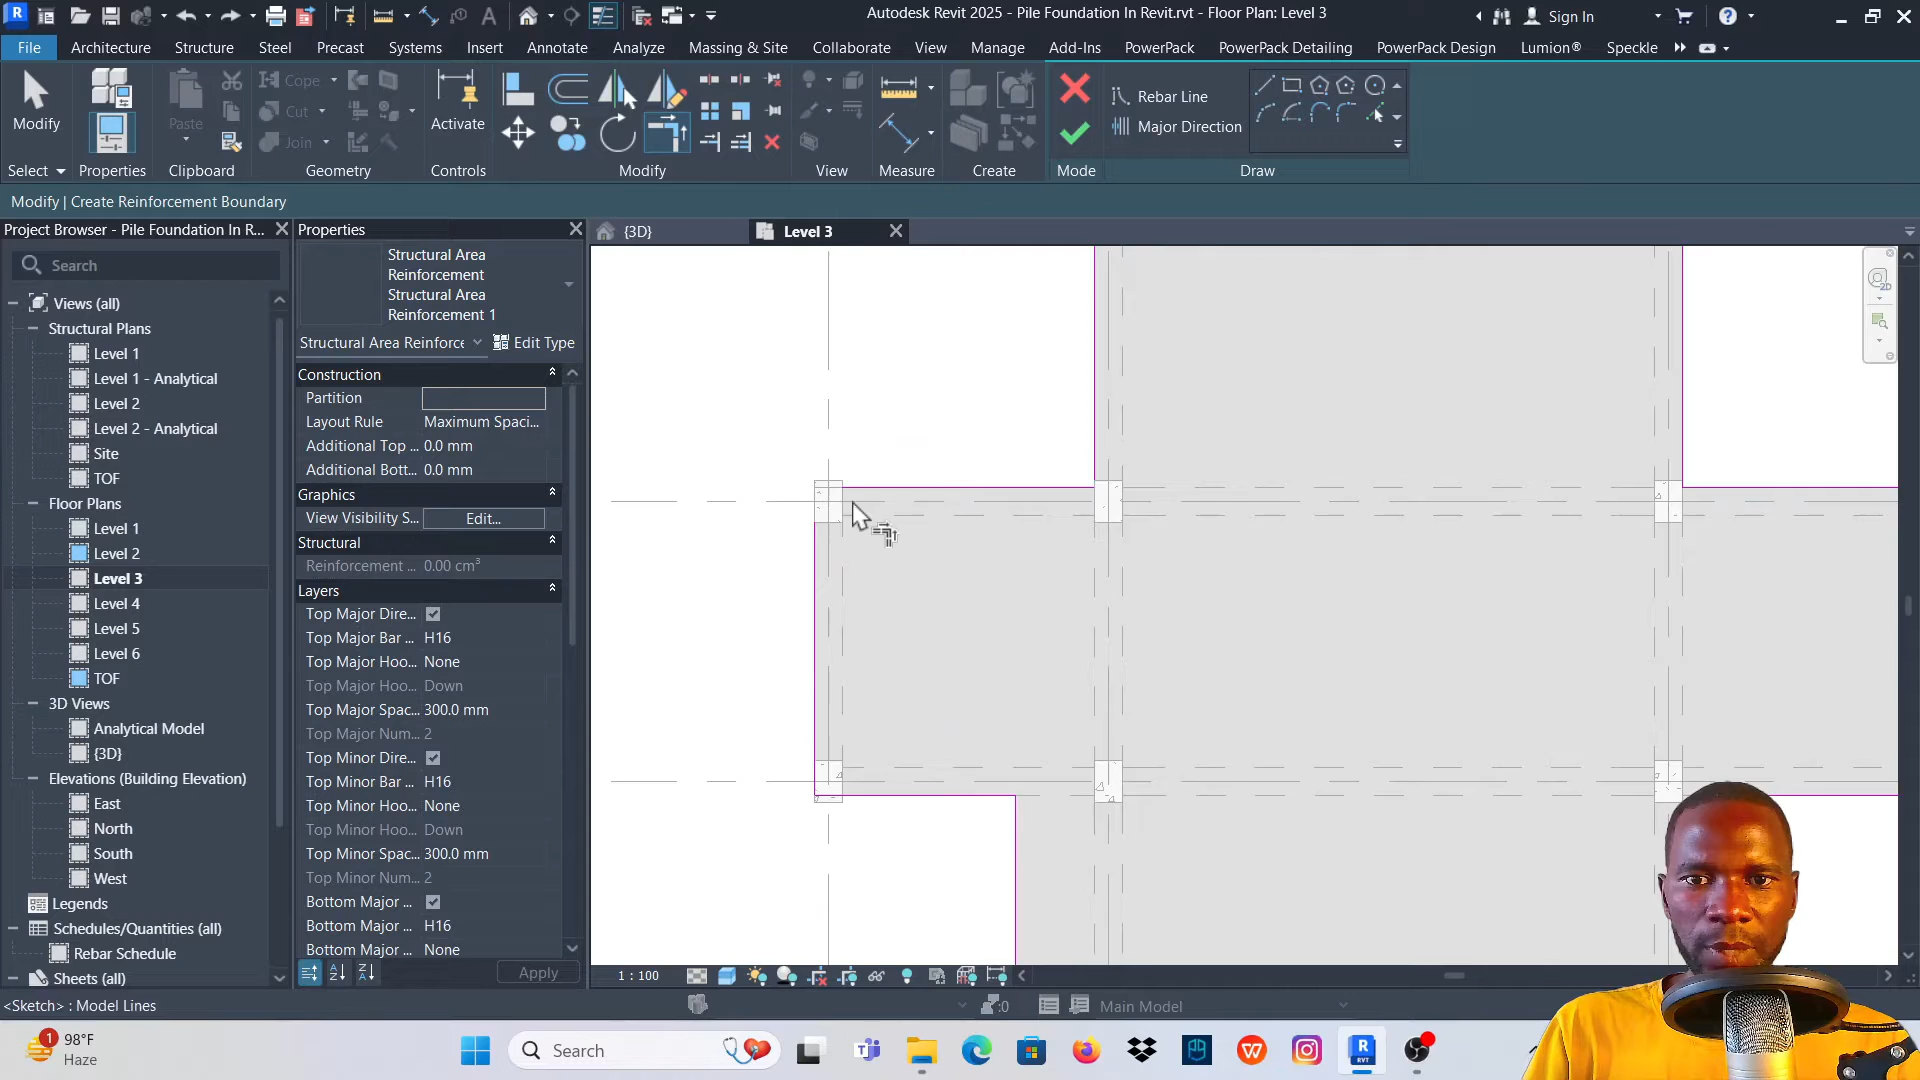 Autodesk Revit 2025 - Pile Foundation In Revit.rvt - Floor Plan: Level 3
Sign In
File Architecture Structure Steel Precast Systems Insert Annotate Analyze Massing & Site Collaborate View Manage Add-Ins PowerPack PowerPack Detailing PowerPack Design Lumion® Speckle
Modify
Paste
Cope
Cut
Join
Activate
Rebar Line
Major Direction
Select Properties Clipboard Geometry Controls Modify View Measure Create Mode Draw
Modify | Create Reinforcement Boundary
Project Browser - Pile Foundation In R...
Search
Views (all)
Structural Plans
Level 1
Level 1 - Analytical
Level 2
Level 2 - Analytical
Site
TOF
Floor Plans
Level 1
Level 2
Level 3
Level 4
Level 5
Level 6
TOF
3D Views
Analytical Model
{3D}
Elevations (Building Elevation)
East
North
South
West
Legends
Schedules/Quantities (all)
Rebar Schedule
Sheets (all)
Properties
Structural Area
Reinforcement
Structural Area
Reinforcement 1
Structural Area Reinforce
Edit Type
Construction
Partition
Layout Rule Maximum Spaci...
Additional Top ... 0.0 mm
Additional Bott... 0.0 mm
Graphics
View Visibility S... Edit...
Structural
Reinforcement ... 0.00 cm³
Layers
Top Major Dire...
Top Major Bar ... H16
Top Major Hoo... None
Top Major Hoo... Down
Top Major Spac... 300.0 mm
Top Major Num... 2
Top Minor Dire...
Top Minor Bar ... H16
Top Minor Hoo... None
Top Minor Hoo... Down
Top Minor Spac... 300.0 mm
Top Minor Num... 2
Bottom Major ...
Bottom Major ... H16
Bottom Major ... None
Apply
{3D}
Level 3
2D
1 : 100
<Sketch> : Model Lines
:0
Main Model
1
98°F
Haze
Search